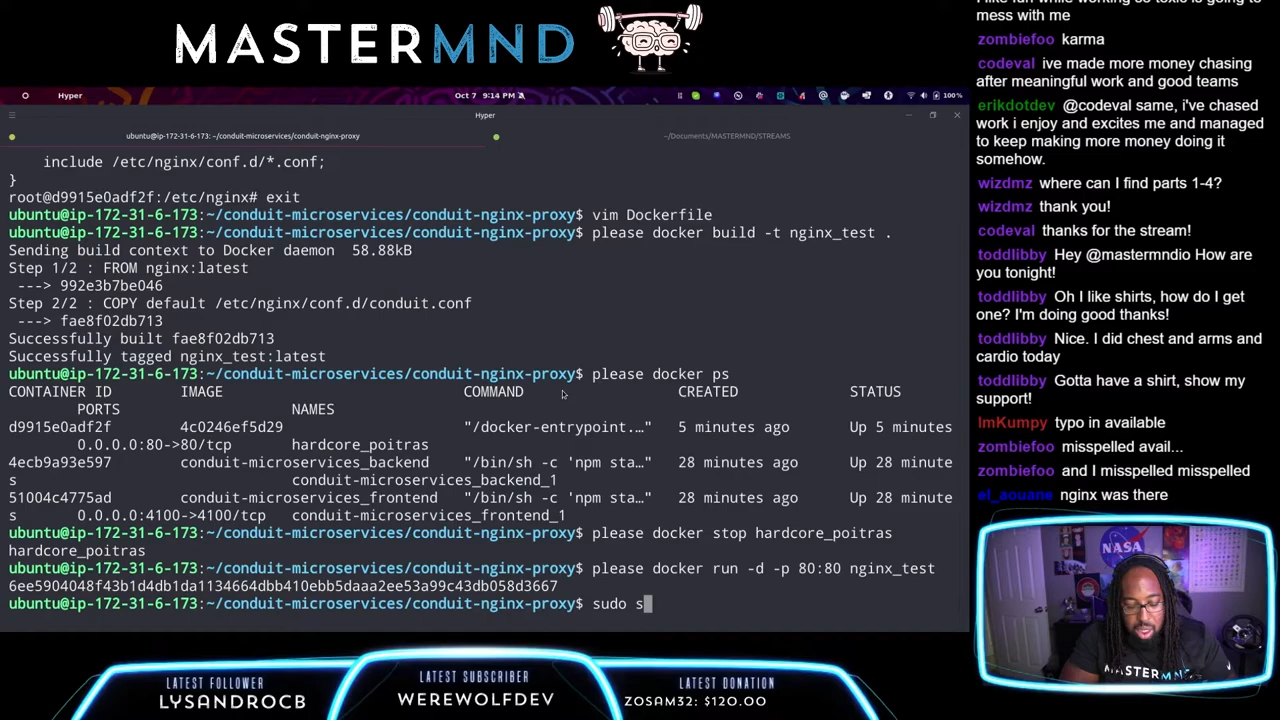 MASTERMND
Hyper
Oct 7 9:14 PM
100%
Hyper
ubuntu@ip-172-31-6-173: ~/conduit-microservices/conduit-nginx-proxy
~/Documents/MASTERMND/STREAMS
include /etc/nginx/conf.d/*.conf;
}
root@d9915e0adf2f:/etc/nginx# exit
ubuntu@ip-172-31-6-173:~/conduit-microservices/conduit-nginx-proxy$ vim Dockerfile
ubuntu@ip-172-31-6-173:~/conduit-microservices/conduit-nginx-proxy$ please docker build -t nginx_test .
Sending build context to Docker daemon  58.88kB
Step 1/2 : FROM nginx:latest
---> 992e3b7be046
Step 2/2 : COPY default /etc/nginx/conf.d/conduit.conf
---> fae8f02db713
Successfully built fae8f02db713
Successfully tagged nginx_test:latest
ubuntu@ip-172-31-6-173:~/conduit-microservices/conduit-nginx-proxy$ please docker ps
CONTAINER ID IMAGE COMMAND CREATED STATUS
PORTS NAMES
d9915e0adf2f 4c0246ef5d29 "/docker-entrypoint.…" 5 minutes ago Up 5 minutes
0.0.0.0:80->80/tcp hardcore_poitras
4ecb9a93e597 conduit-microservices_backend "/bin/sh -c 'npm sta…" 28 minutes ago Up 28 minute
s conduit-microservices_backend_1
51004c4775ad conduit-microservices_frontend "/bin/sh -c 'npm sta…" 28 minutes ago Up 28 minute
s 0.0.0.0:4100->4100/tcp conduit-microservices_frontend_1
ubuntu@ip-172-31-6-173:~/conduit-microservices/conduit-nginx-proxy$ please docker stop hardcore_poitras
hardcore_poitras
ubuntu@ip-172-31-6-173:~/conduit-microservices/conduit-nginx-proxy$ please docker run -d -p 80:80 nginx_test
6ee5904048f43b1d4db1da1134664dbb410ebb5daaa2ee53a99c43db058d3667
ubuntu@ip-172-31-6-173:~/conduit-microservices/conduit-nginx-proxy$ sudo s
mess with me
zombiefoo karma
codeval ive made more money chasing
after meaningful work and good teams
erikdotdev @codeval same, i've chased
work i enjoy and excites me and managed
to keep making more money doing it
somehow.
wizdmz where can I find parts 1-4?
wizdmz thank you!
codeval thanks for the stream!
toddlibby Hey @mastermndio How are
you tonight!
toddlibby Oh I like shirts, how do I get
one? I'm doing good thanks!
toddlibby Nice. I did chest and arms and
cardio today
toddlibby Gotta have a shirt, show my
support!
ImKumpy typo in available
zombiefoo misspelled avail...
zombiefoo and I misspelled misspelled
el_aouane nginx was there
NASA
MASTERMND
LATEST FOLLOWER
LYSANDROCB
LATEST SUBSCRIBER
WEREWOLFDEV
LATEST DONATION
ZOSAM32: $120.00